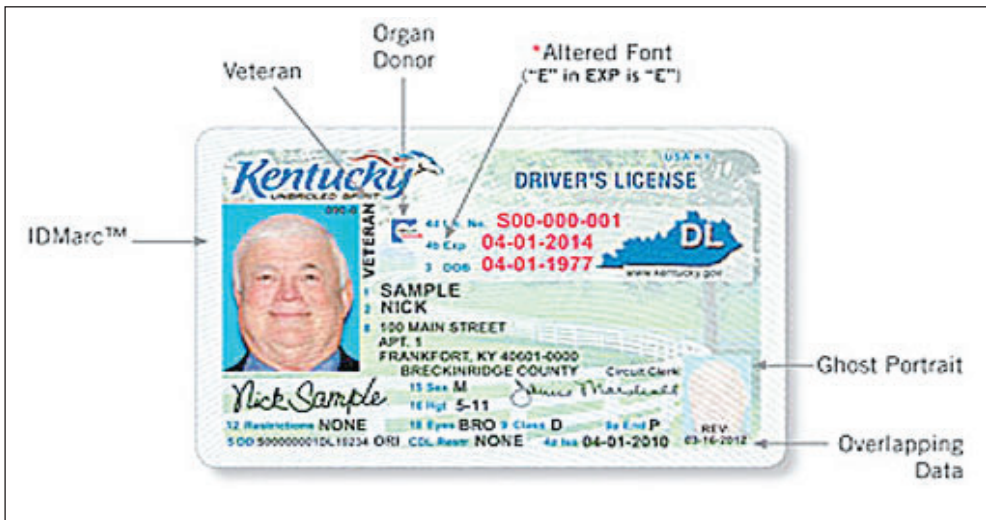 Organ
Donor
Veteran
*Altered Font
("E" in EXP is "E")
IDMarc™
Ghost Portrait
Overlapping
Data
USA KY
Kentucky
UNBRIDLED SPIRIT
DRIVER'S LICENSE
VETERAN
4d Lic. No. S00-000-001
4b Exp 04-01-2014
3 DOB 04-01-1977
DL
www.kentucky.gov
1 SAMPLE
2 NICK
8 100 MAIN STREET
APT. 1
FRANKFORT, KY 40601-0000
BRECKINRIDGE COUNTY Circuit Clerk
Nick Sample
15 Sex M
16 Hgt 5-11
12 Restrictions NONE 18 Eyes BRO 9 Class D 9a End P
5 DD S00000001DL10234 ORI CDL Restr NONE 4a Iss 04-01-2010
REV
03-16-2012